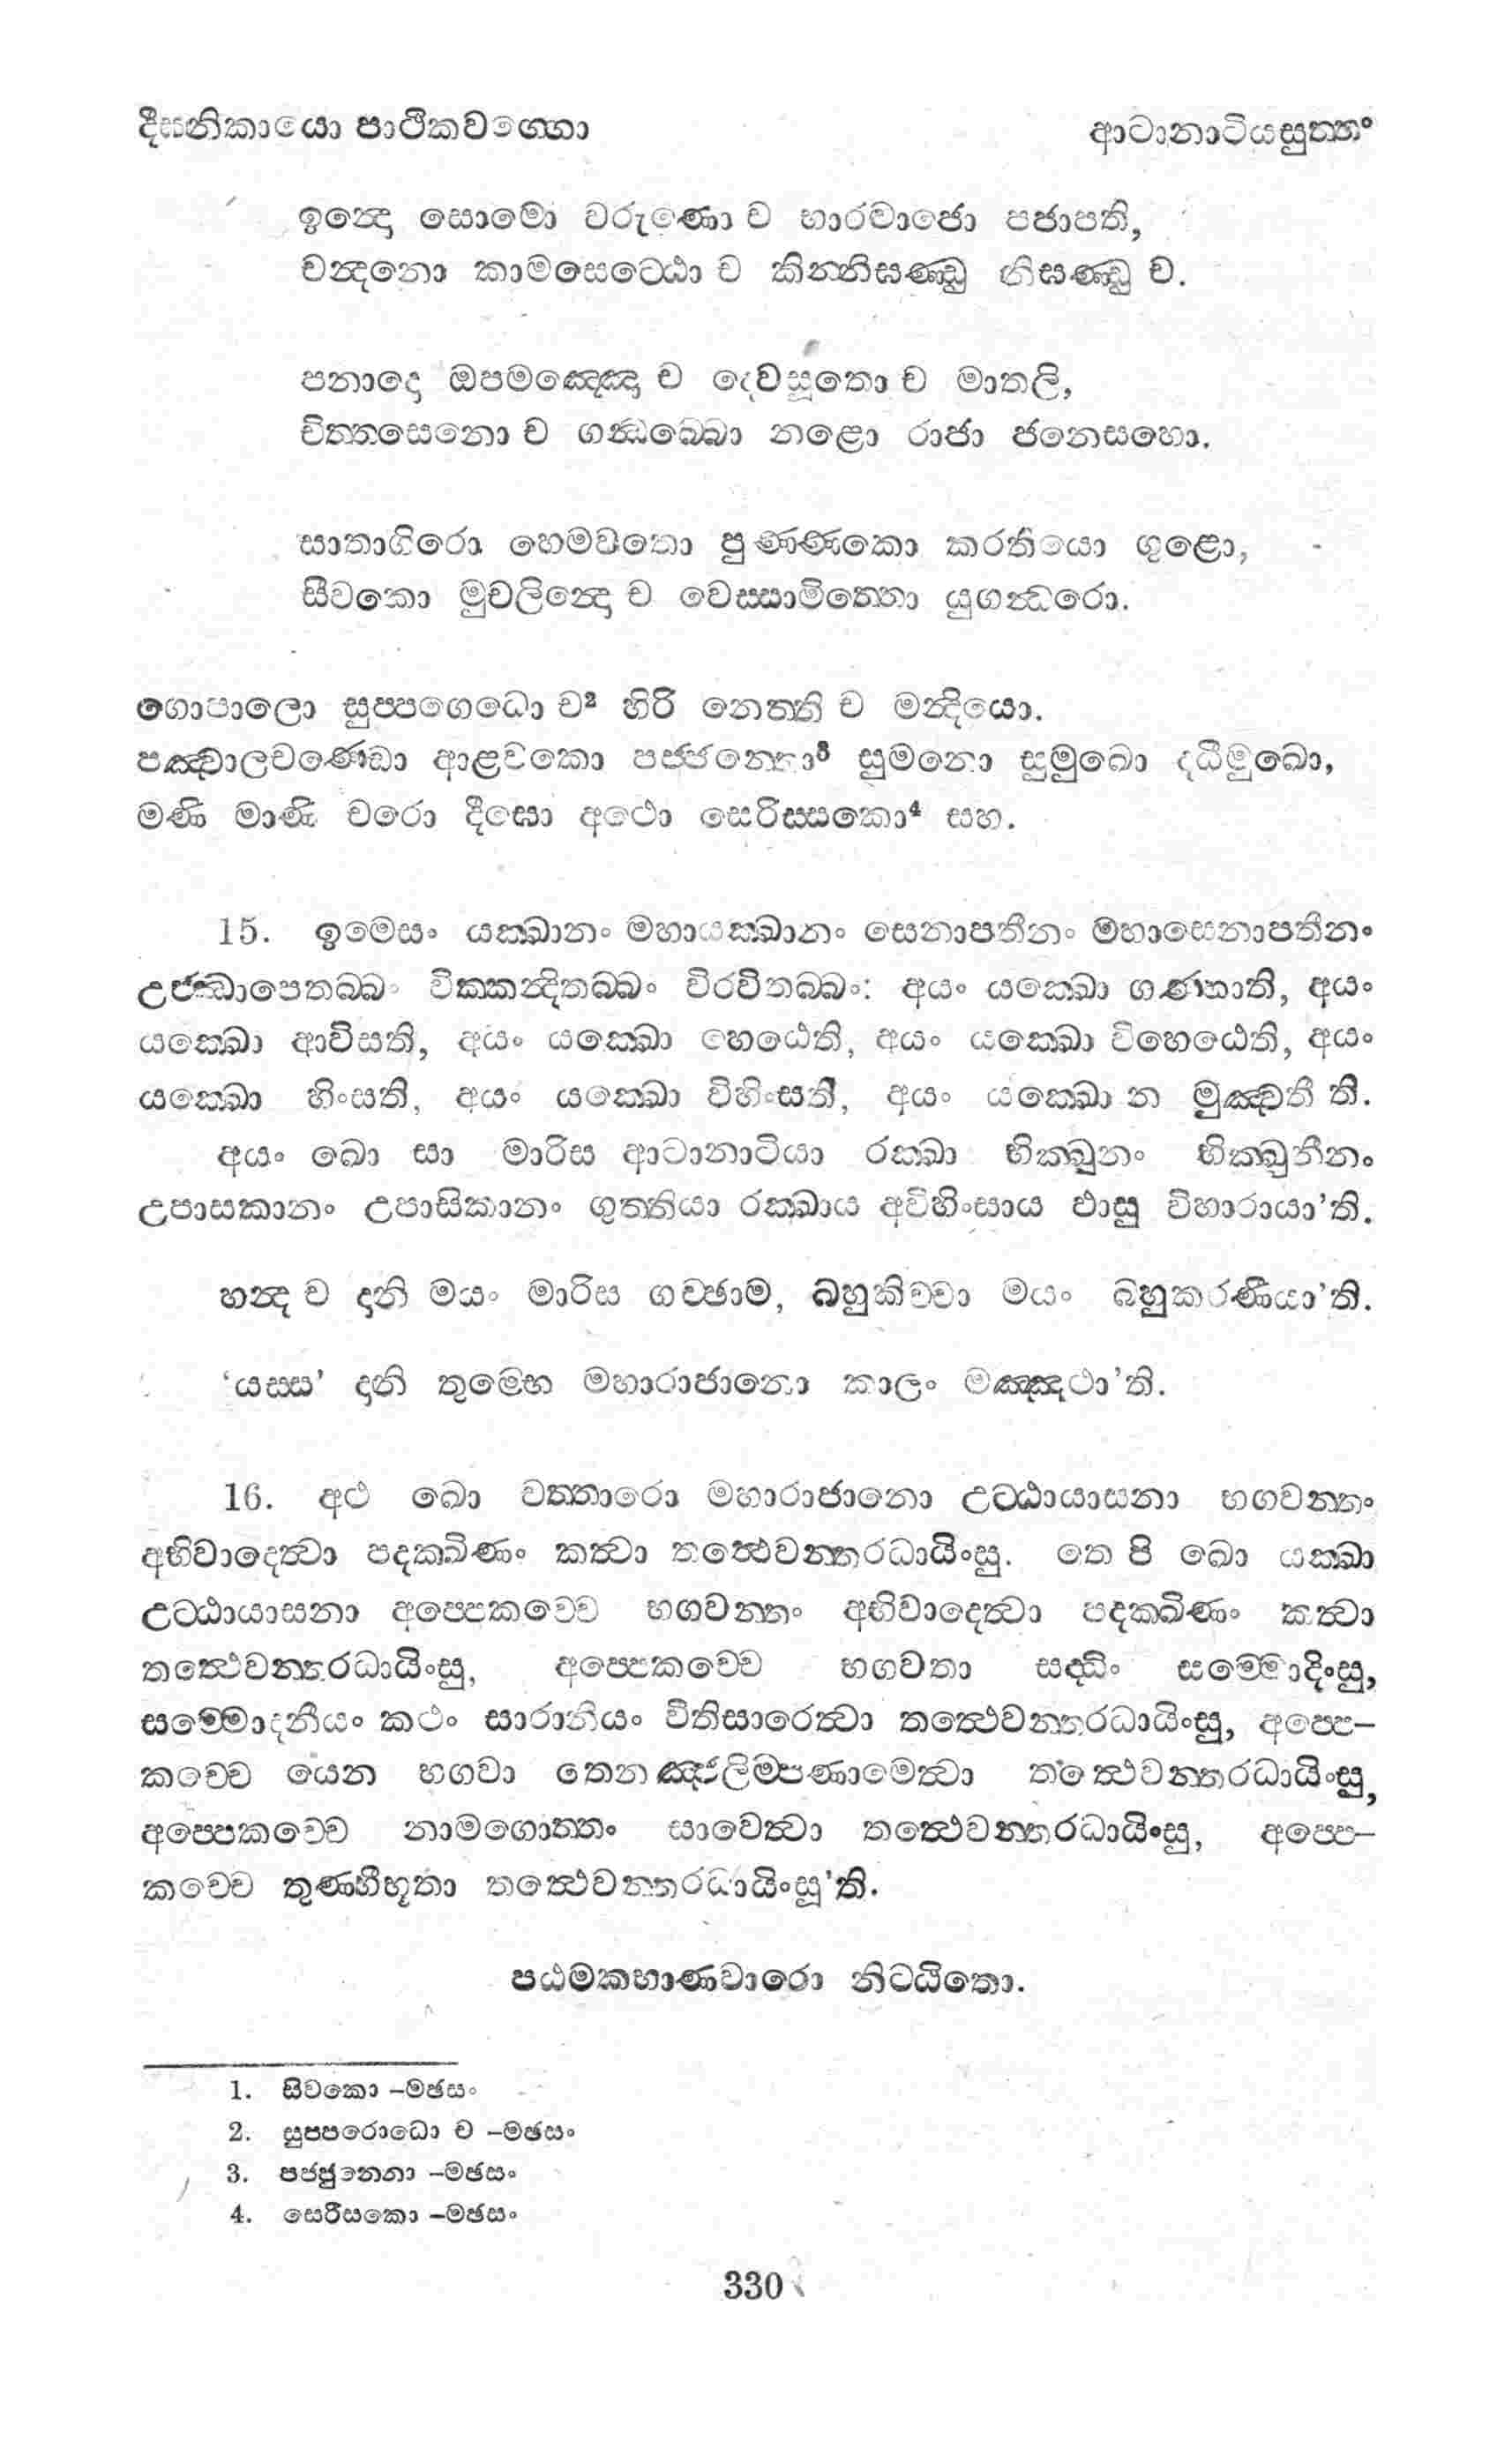 දීඝනිකායො පාථිකවග්ගො ආටානාටියසුත්තං
ඉන්දො සොමො වරුණො ච භාරද්වාජො පජාපති,
චන්දනො කාමසෙට්ඨො ච කින්නිඝණ්ඩු නිඝණ්ඩු ච.
පනාදො ඔපමඤ්ඤො ච දෙවසූතො ච මාතලි,
චිත්තසෙනො ච ගන්ධබ්බො නළො රාජා ජනෙසභො.
සාතාගිරො හෙමවතො පුණ්ණකො කරතියො ගුළො,
සීවකො මුචලින්දො ච වෙස්සාමිත්තො යුගන්ධරො.
ගොපාලො සුප්පගෙධො ච² හිරි නෙත්ති ච මන්දියො.
පඤ්චාලචණ්ඩො ආළවකො පජ්ජන්නො³ සුමනො සුමුඛො දධීමුඛො,
මණි මාණි චරො දීඝො අථො සෙරිස්සකො⁴ සහ.
15. ඉමෙසං යක්ඛානං මහායක්ඛානං සෙනාපතීනං මහාසෙනාපතීනං
උජ්ඣාපෙතබ්බං වික්කන්දිතබ්බං විරවිතබ්බං: අයං යක්ඛො ගණ්හාති, අයං
යක්ඛො ආවිසති, අයං යක්ඛො හෙඨෙති, අයං යක්ඛො විහෙඨෙති, අයං
යක්ඛො හිංසති, අයං යක්ඛො විහිංසති, අයං යක්ඛො න මුඤ්චතී ති.
අයං ඛො සා මාරිස ආටානාටියා රක්ඛා භික්ඛුනං භික්ඛුනීනං
උපාසකානං උපාසිකානං ගුත්තියා රක්ඛාය අවිහිංසාය ඵාසු විහාරායා'ති.
හන්ද ච දානි මයං මාරිස ගච්ඡාම, බහුකිච්චා මයං බහුකරණීයා'ති.
‘යස්ස’ දානි තුම්හෙ මහාරාජානො කාලං මඤ්ඤථා'ති.
16. අථ ඛො චත්තාරො මහාරාජානො උට්ඨායාසනා භගවන්තං
අභිවාදෙත්වා පදක්ඛිණං කත්වා තත්ථෙවන්තරධායිංසු. තෙ පි ඛො යක්ඛා
උට්ඨායාසනා අප්පෙකච්චෙ භගවන්තං අභිවාදෙත්වා පදක්ඛිණං කත්වා
තත්ථෙවන්තරධායිංසු, අප්පෙකච්චෙ භගවතා සද්ධිං සම්මොදිංසු,
සම්මොදනීයං කථං සාරානියං වීතිසාරෙත්වා තත්ථෙවන්තරධායිංසු, අප්පෙ–
කච්චෙ යෙන භගවා තෙනඤ්ජලිම්පණාමෙත්වා තත්ථෙවන්තරධායිංසු,
අප්පෙකච්චෙ නාමගොත්තං සාවෙත්වා තත්ථෙවන්තරධායිංසු, අප්පෙ–
කච්චෙ තුණ්හීභූතා තත්ථෙවන්තරධායිංසූ'ති.
පඨමකභාණවාරො නිටයිතො.
1. සිවකො –මඡසං
2. සුප්පරොධො ච –මඡසං
3. පජ්ජුන්නො –මඡසං
4. සෙරීසකො –මඡසං
330